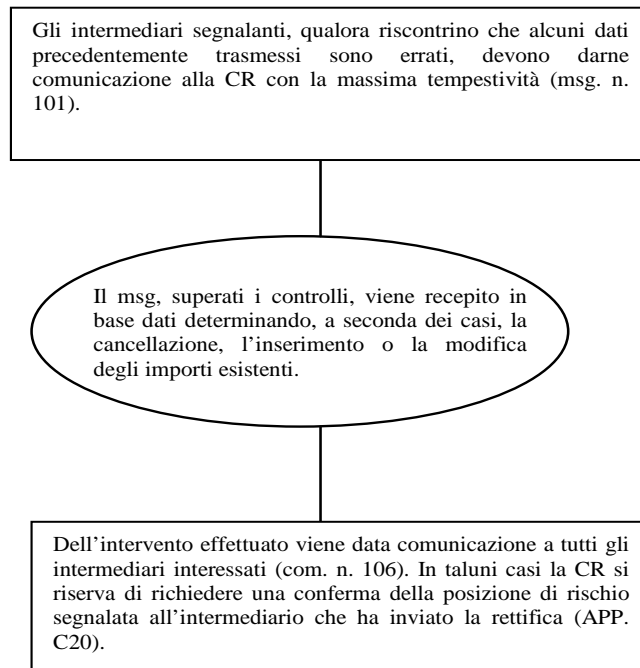 Gli intermediari segnalanti, qualora riscontrino che alcuni dati
precedentemente trasmessi sono errati, devono darne
comunicazione alla CR con la massima tempestività (msg. n.
101).
Il msg, superati i controlli, viene recepito in
base dati determinando, a seconda dei casi, la
cancellazione, l’inserimento o la modifica
degli importi esistenti.
Dell’intervento effettuato viene data comunicazione a tutti gli
intermediari interessati (com. n. 106). In taluni casi la CR si
riserva di richiedere una conferma della posizione di rischio
segnalata all’intermediario che ha inviato la rettifica (APP.
C20).